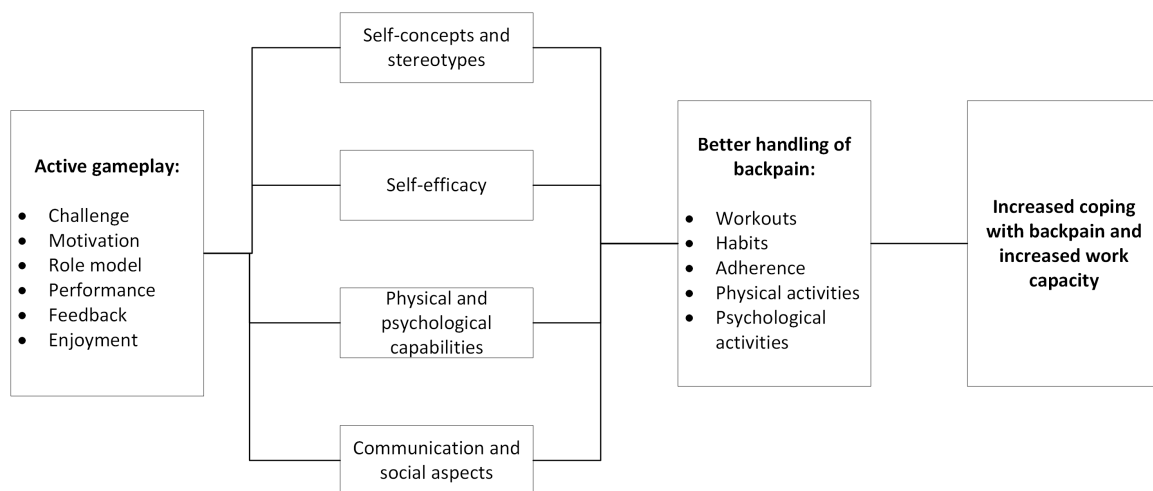 Active gameplay:
● Challenge
● Motivation
● Role model
● Performance
● Feedback
● Enjoyment
Self-concepts and
stereotypes
Self-efficacy
Physical and
psychological
capabilities
Communication and
social aspects
Better handling of
backpain:
● Workouts
● Habits
● Adherence
● Physical activities
● Psychological
activities
Increased coping
with backpain and
increased work
capacity